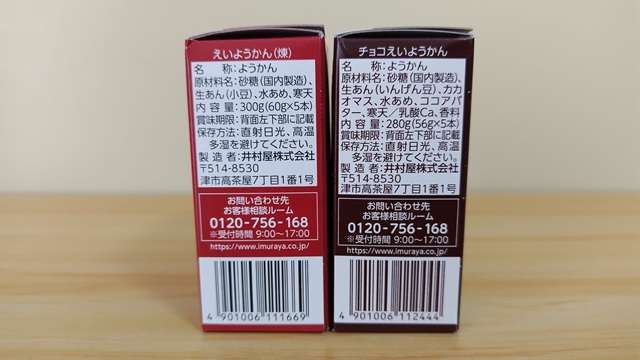 えいようかん(煉)
名 称:ようかん
原材料名:砂糖(国内製造)、
生あん(小豆)、水あめ、寒天
内 容 量:300g(60g×5本)
賞味期限:背面左下部に記載
保存方法:直射日光、高温
多湿を避けてください。
製 造 者:井村屋株式会社
〒514-8530
津市高茶屋7丁目1番1号
お問い合わせ先
お客様相談ルーム
0120-756-168
※受付時間 9:00~17:00
https://www.imuraya.co.jp/
4 901006 111669
チョコえいようかん
名 称:ようかん
原材料名:砂糖(国内製造)、
生あん(いんげん豆)、カカ
オマス、水あめ、ココアバ
ター、寒天/乳酸Ca、香料
内 容 量:280g(56g×5本)
賞味期限:背面左下部に記載
保存方法:直射日光、高温
多湿を避けてください。
製 造 者:井村屋株式会社
〒514-8530
津市高茶屋7丁目1番1号
お問い合わせ先
お客様相談ルーム
0120-756-168
※受付時間 9:00~17:00
https://www.imuraya.co.jp/
4 901006 112444